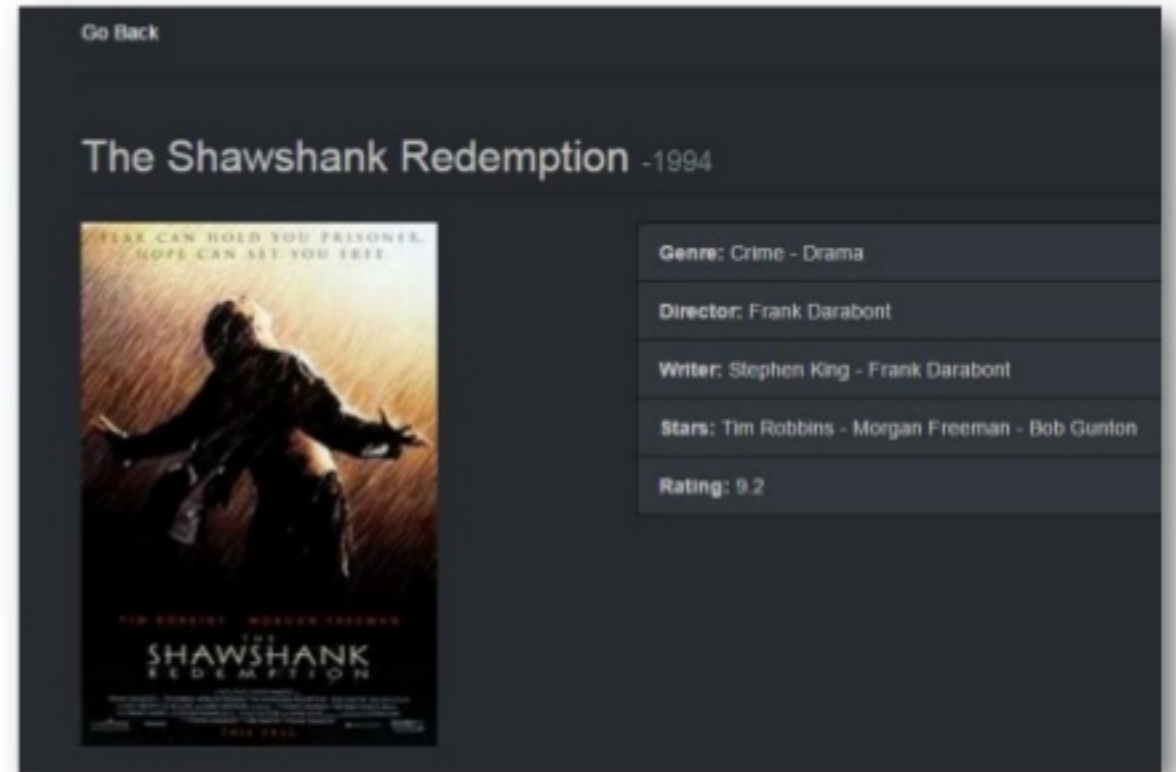 Go Back
The Shawshank Redemption -1994
FEAR CAN HOLD YOU PRISONER.
HOPE CAN SET YOU FREE.
TIM ROBBINS MORGAN FREEMAN
THE
SHAWSHANK
REDEMPTION
THIS FALL
Genre: Crime - Drama
Director: Frank Darabont
Writer: Stephen King - Frank Darabont
Stars: Tim Robbins - Morgan Freeman - Bob Gunton
Rating: 9.2